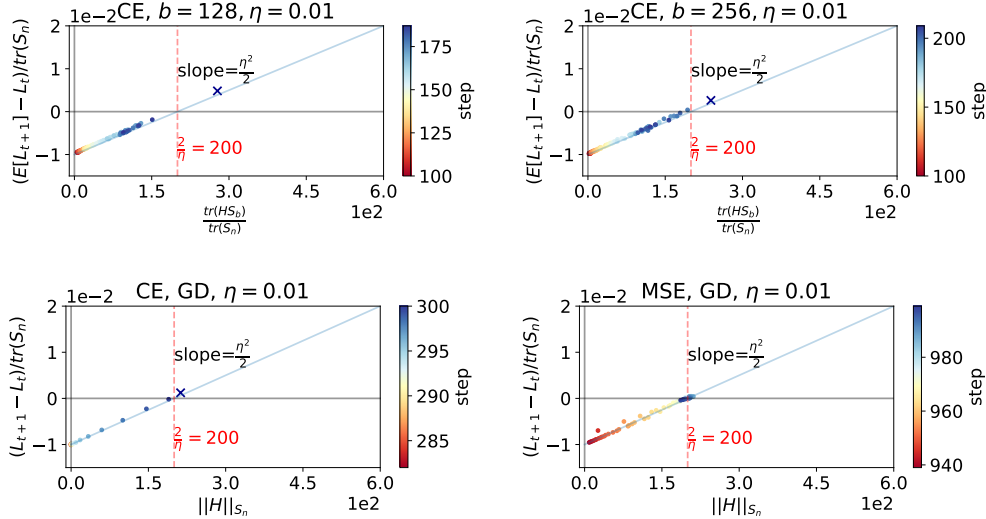 1e−2 CE, b = 128, η = 0.01
(E[L_{t+1}] − L_t)/tr(S_n)
2
1
0
−1
slope=η²/2
2/η = 200
0.0 1.5 3.0 4.5 6.0
1e2
tr(HS_b)/tr(S_n)
175
150
125
100
step
1e−2 CE, b = 256, η = 0.01
(E[L_{t+1}] − L_t)/tr(S_n)
2
1
0
−1
slope=η²/2
2/η = 200
0.0 1.5 3.0 4.5 6.0
1e2
tr(HS_b)/tr(S_n)
200
150
100
step
1e−2 CE, GD, η = 0.01
(L_{t+1} − L_t)/tr(S_n)
2
1
0
−1
slope=η²/2
2/η = 200
0.0 1.5 3.0 4.5 6.0
1e2
||H||_{S_n}
300
295
290
285
step
1e−2 MSE, GD, η = 0.01
(L_{t+1} − L_t)/tr(S_n)
2
1
0
−1
slope=η²/2
2/η = 200
0.0 1.5 3.0 4.5 6.0
1e2
||H||_{S_n}
980
960
940
step